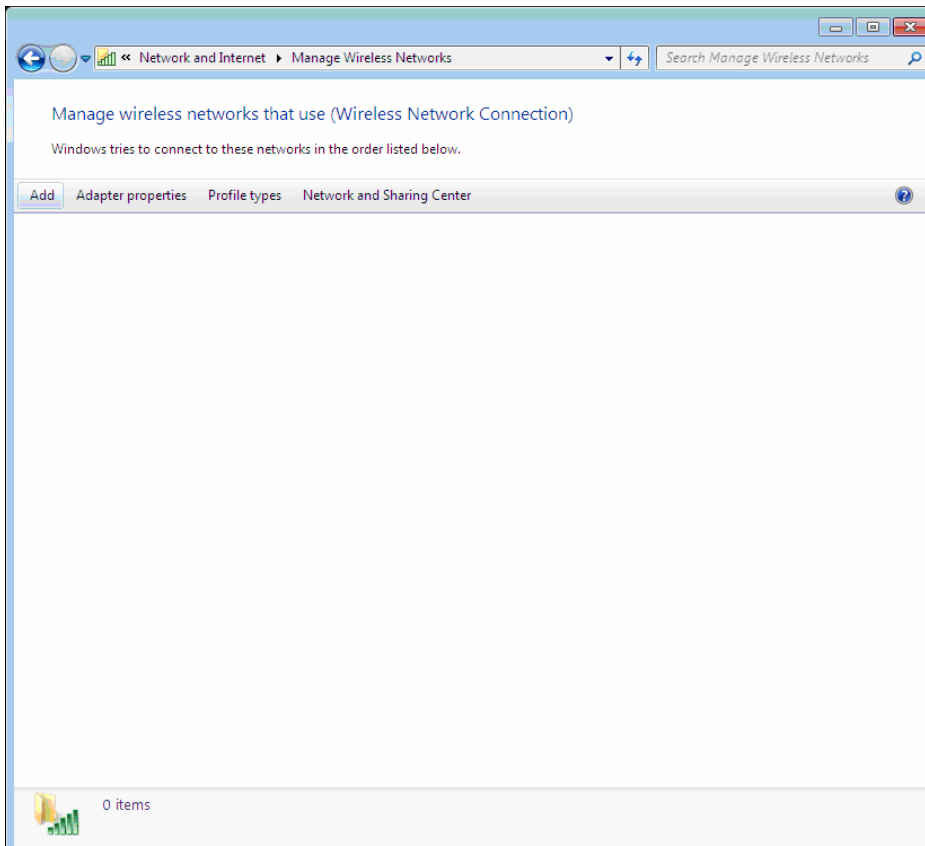 « Network and Internet ▸ Manage Wireless Networks Search Manage Wireless Networks
Manage wireless networks that use (Wireless Network Connection)
Windows tries to connect to these networks in the order listed below.
Add Adapter properties Profile types Network and Sharing Center
0 items